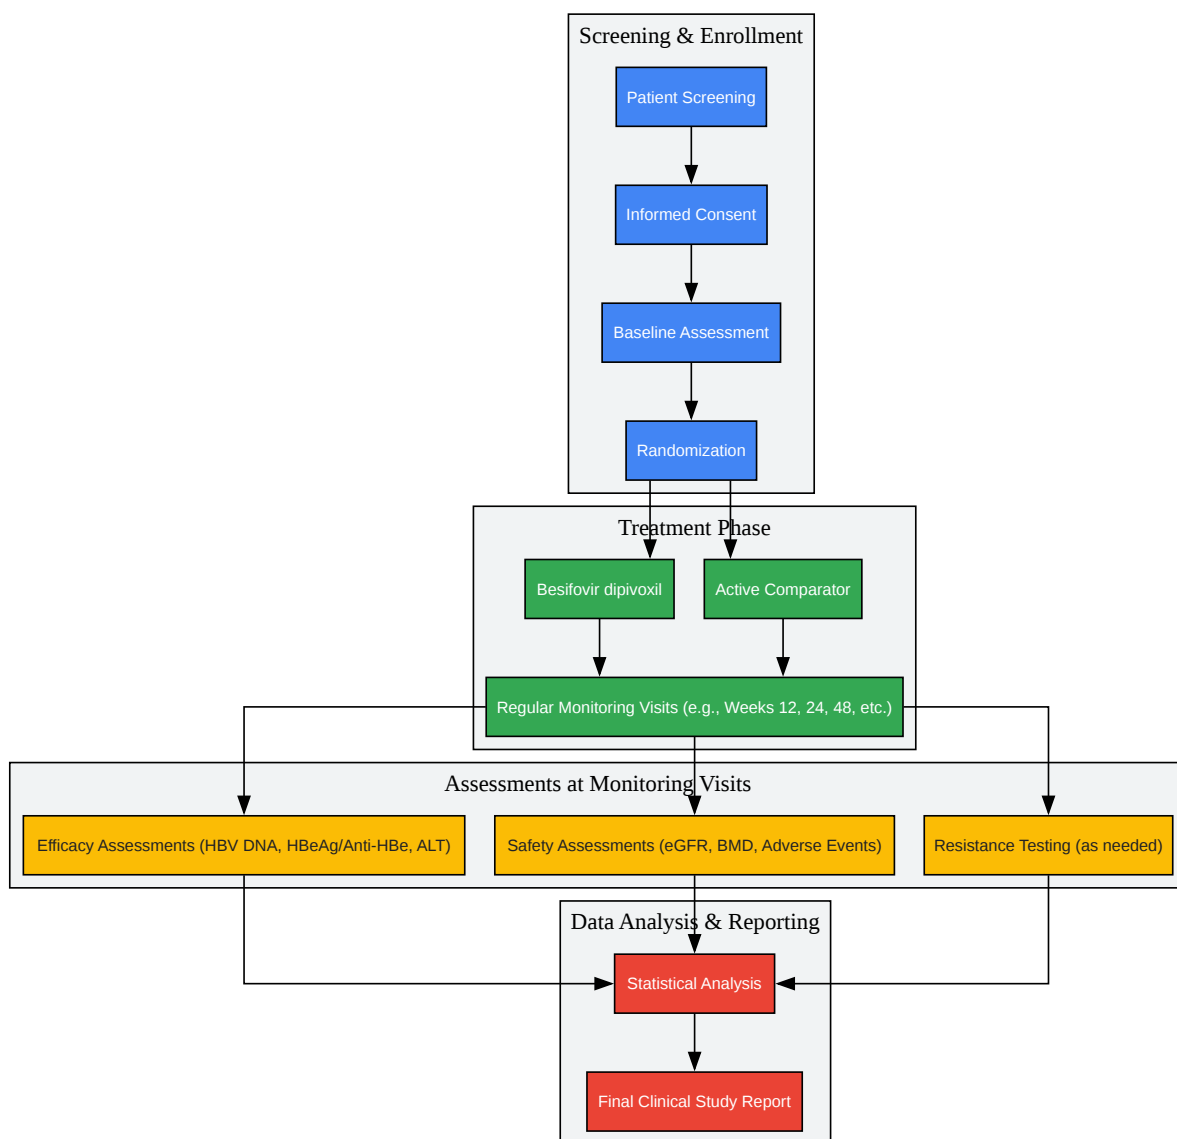 Screening & Enrollment
Patient Screening
Informed Consent
Baseline Assessment
Randomization
Treatment Phase
Besifovir dipivoxil
Active Comparator
Regular Monitoring Visits (e.g., Weeks 12, 24, 48, etc.)
Assessments at Monitoring Visits
Efficacy Assessments (HBV DNA, HBeAg/Anti-HBe, ALT)
Safety Assessments (eGFR, BMD, Adverse Events)
Resistance Testing (as needed)
Data Analysis & Reporting
Statistical Analysis
Final Clinical Study Report